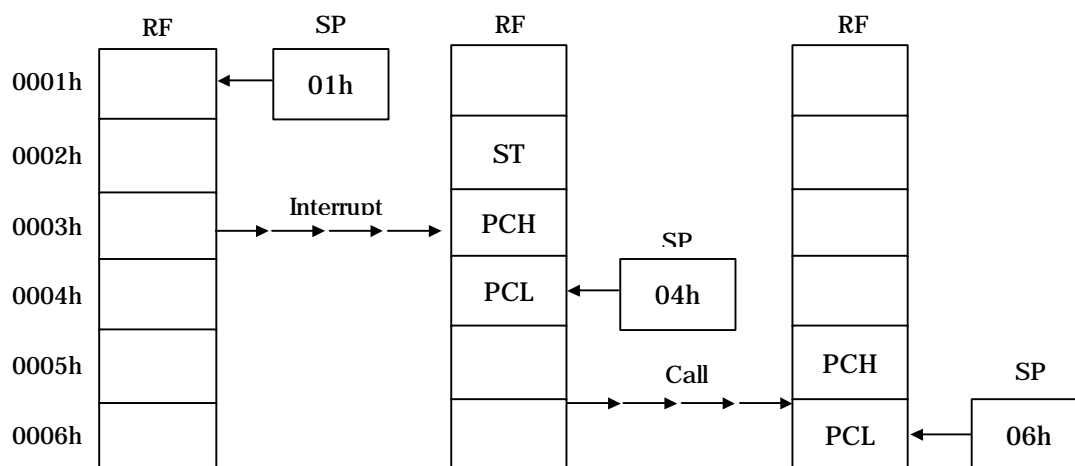 RF SP RF RF
0001h 01h
0002h ST
0003h Interrupt PCH SP
0004h PCL 04h
0005h Call PCH SP
0006h PCL 06h